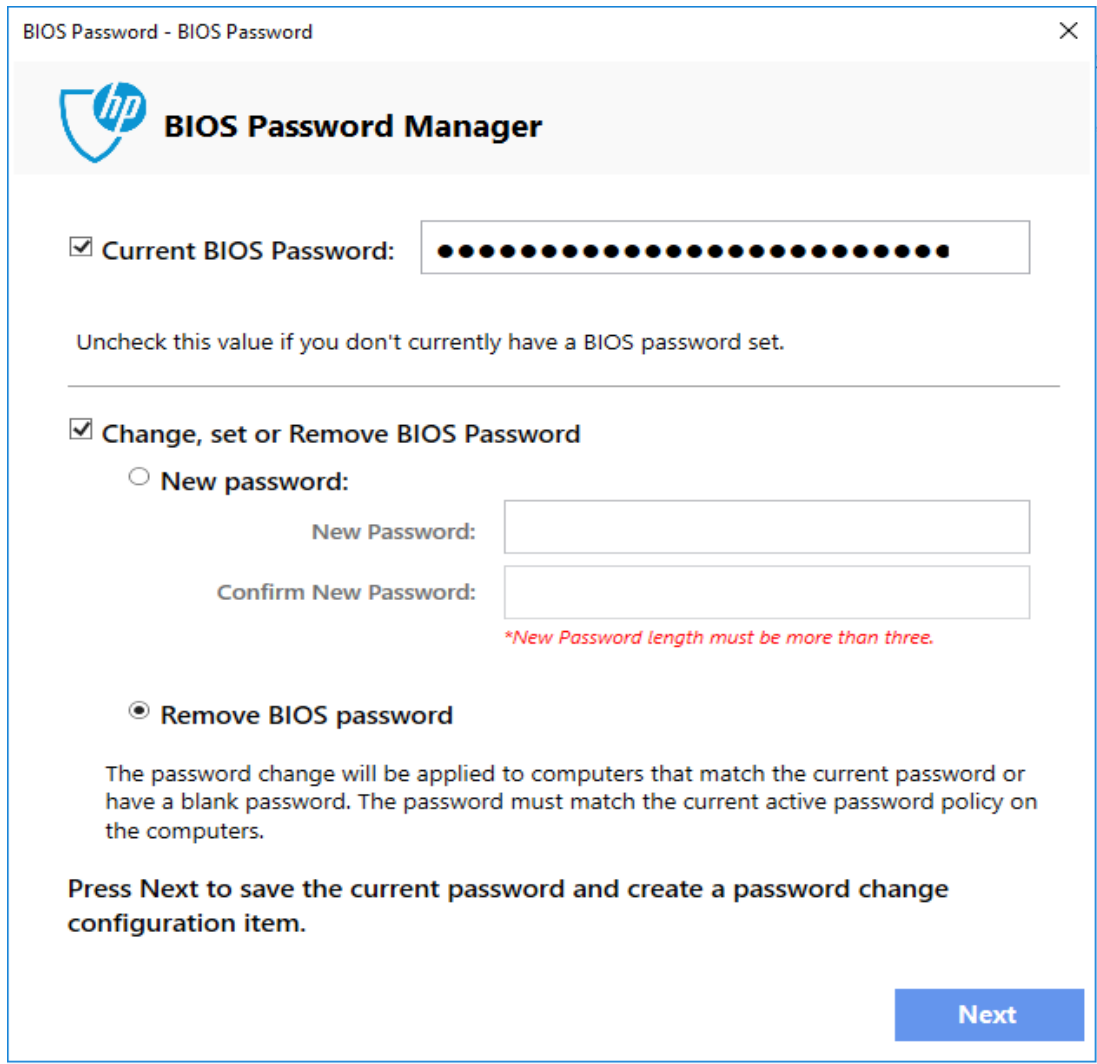 BIOS Password - BIOS Password
hp
BIOS Password Manager
Current BIOS Password: ●●●●●●●●●●●●●●●●●●●●●●●●●
Uncheck this value if you don't currently have a BIOS password set.
Change, set or Remove BIOS Password
New password:
New Password:
Confirm New Password:
*New Password length must be more than three.
Remove BIOS password
The password change will be applied to computers that match the current password or
have a blank password. The password must match the current active password policy on
the computers.
Press Next to save the current password and create a password change
configuration item.
Next